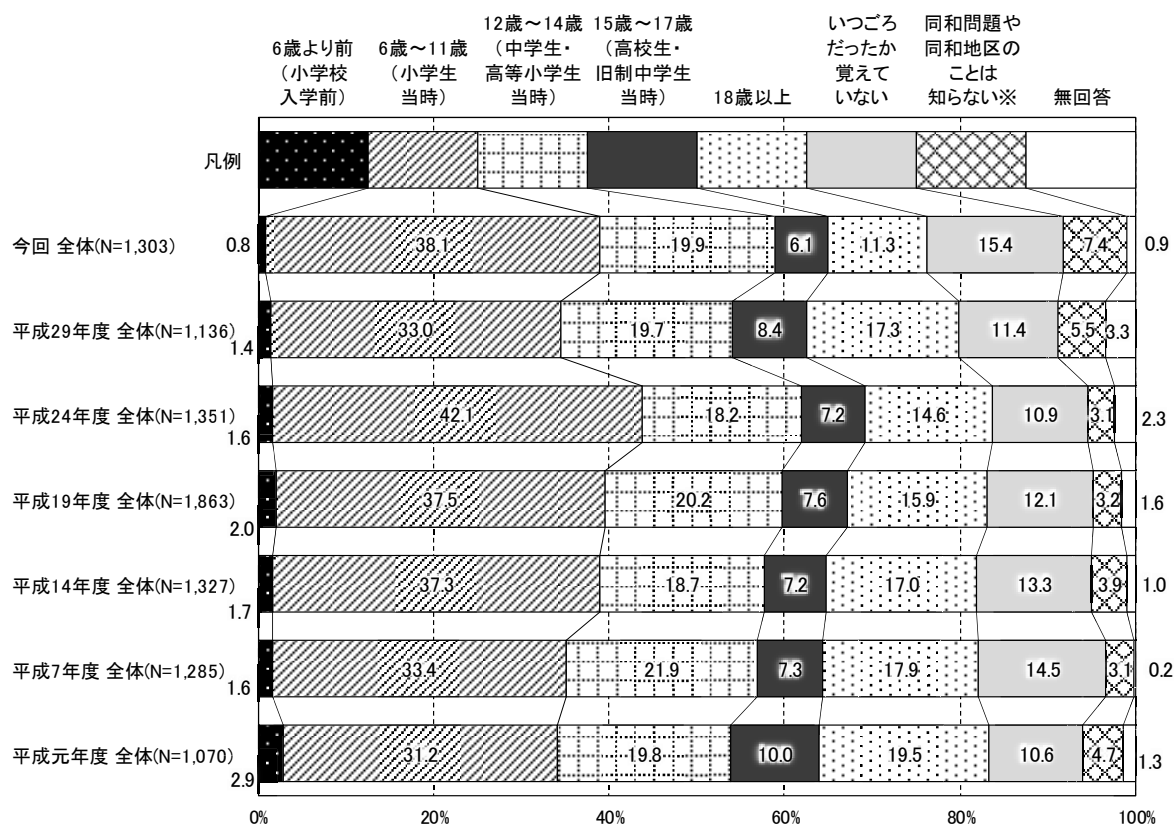 6歳より前
（小学校
入学前）
6歳～11歳
（小学生
当時）
12歳～14歳
（中学生・
高等小学生
当時）
15歳～17歳
（高校生・
旧制中学生
当時）
18歳以上
いつごろ
だったか
覚えて
いない
同和問題や
同和地区の
ことは
知らない※
無回答
凡例
今回 全体(N=1,303) 0.8 38.1 19.9 6.1 11.3 15.4 7.4 0.9
平成29年度 全体(N=1,136) 1.4 33.0 19.7 8.4 17.3 11.4 5.5 3.3
平成24年度 全体(N=1,351) 1.6 42.1 18.2 7.2 14.6 10.9 3.1 2.3
平成19年度 全体(N=1,863) 2.0 37.5 20.2 7.6 15.9 12.1 3.2 1.6
平成14年度 全体(N=1,327) 1.7 37.3 18.7 7.2 17.0 13.3 3.9 1.0
平成7年度 全体(N=1,285) 1.6 33.4 21.9 7.3 17.9 14.5 3.1 0.2
平成元年度 全体(N=1,070) 2.9 31.2 19.8 10.0 19.5 10.6 4.7 1.3
0% 20% 40% 60% 80% 100%